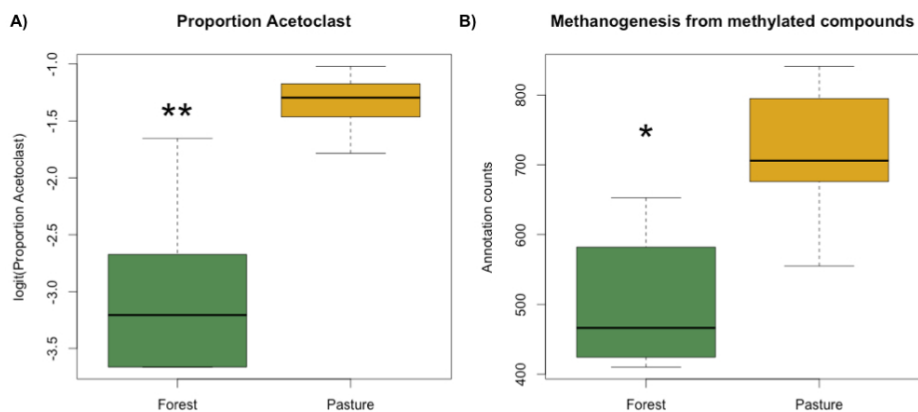 A) Proportion Acetoclast
logit(Proportion Acetoclast)
-1.0
-1.5
-2.0
-2.5
-3.0
-3.5
**
Forest Pasture
B) Methanogenesis from methylated compounds
Annotation counts
800
700
600
500
400
*
Forest Pasture